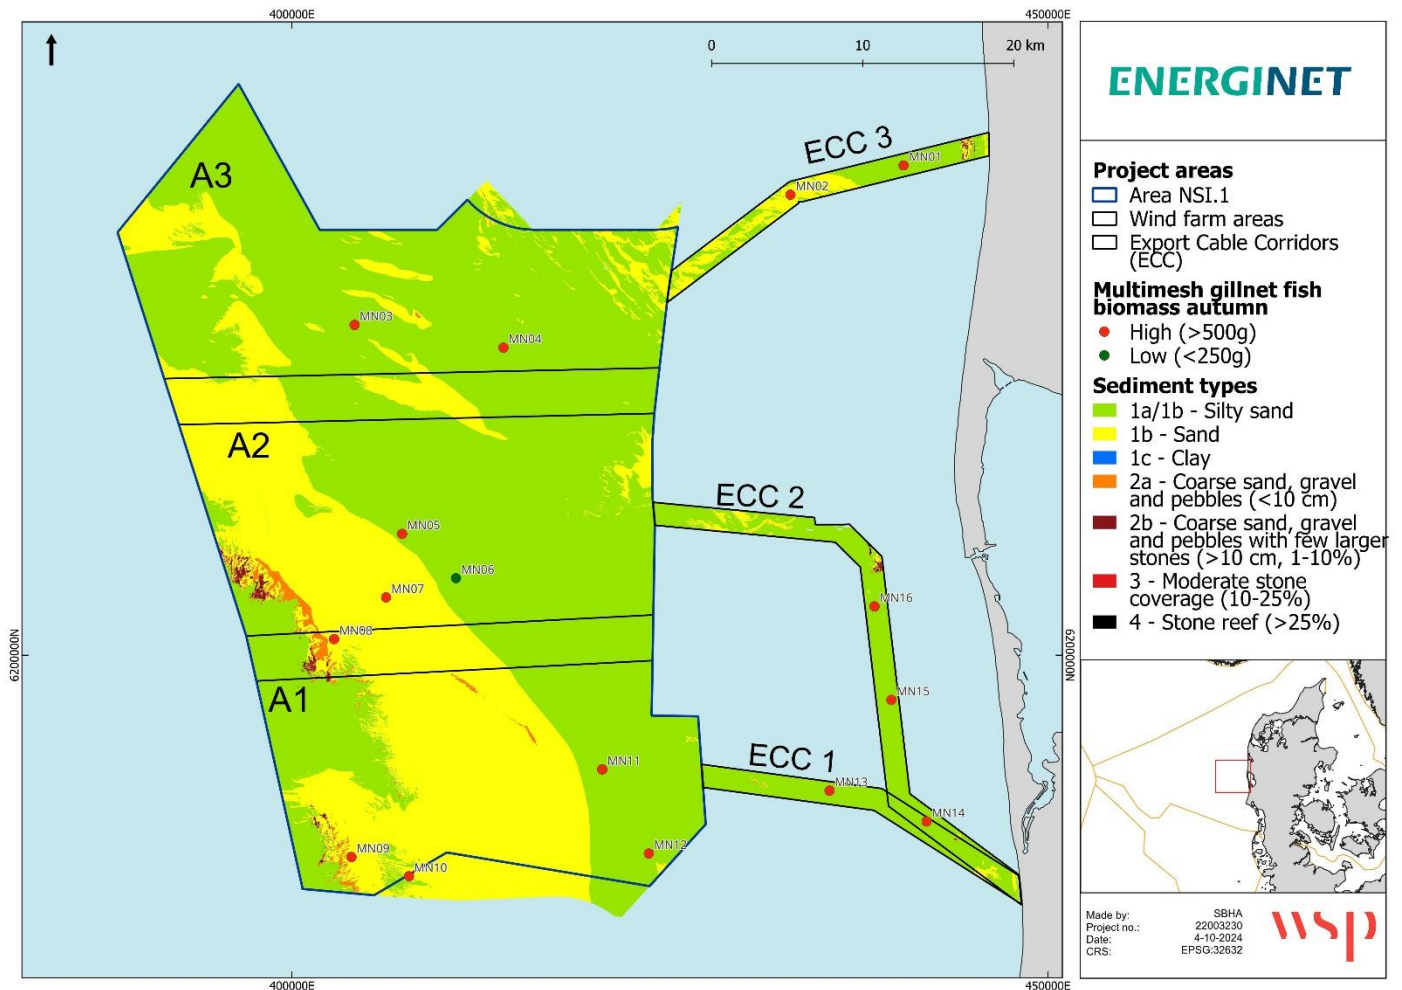 400000E
450000E
0 10 20 km
ECC 3
MN01
MN02
A3
MN03
MN04
A2
ECC 2
MN05
MN06
MN07
MN16
MN08
6200000N
6200000N
A1
MN15
ECC 1
MN11
MN13
MN14
MN12
MN09
MN10
400000E
450000E
ENERGINET
Project areas
Area NSI.1
Wind farm areas
Export Cable Corridors
(ECC)
Multimesh gillnet fish
biomass autumn
High (>500g)
Low (<250g)
Sediment types
1a/1b - Silty sand
1b - Sand
1c - Clay
2a - Coarse sand, gravel
and pebbles (<10 cm)
2b - Coarse sand, gravel
and pebbles with few larger
stones (>10 cm, 1-10%)
3 - Moderate stone
coverage (10-25%)
4 - Stone reef (>25%)
Made by: SBHA
Project no.: 22003230
Date: 4-10-2024
CRS: EPSG:32632
wsp